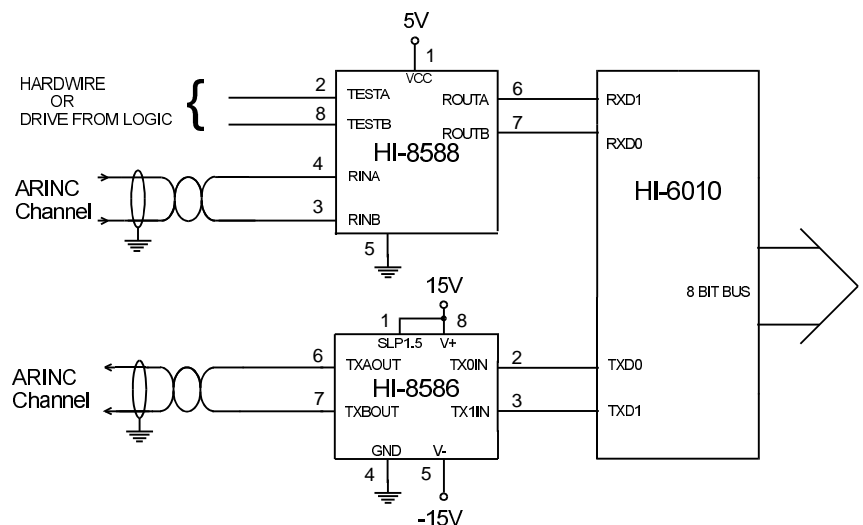 5V
1
VCC
HARDWIRE
OR
DRIVE FROM LOGIC
{
2
TESTA
8
TESTB
ROUTA
6
ROUTB
7
HI-8588
4
RINA
3
RINB
5
ARINC
Channel
RXD1
RXD0
HI-6010
8 BIT BUS
TXD0
TXD1
15V
1
8
SLP1.5
V+
ARINC
Channel
6
TXAOUT
7
TXBOUT
HI-8586
TX0IN
2
TX1IN
3
GND
V-
4
5
-15V